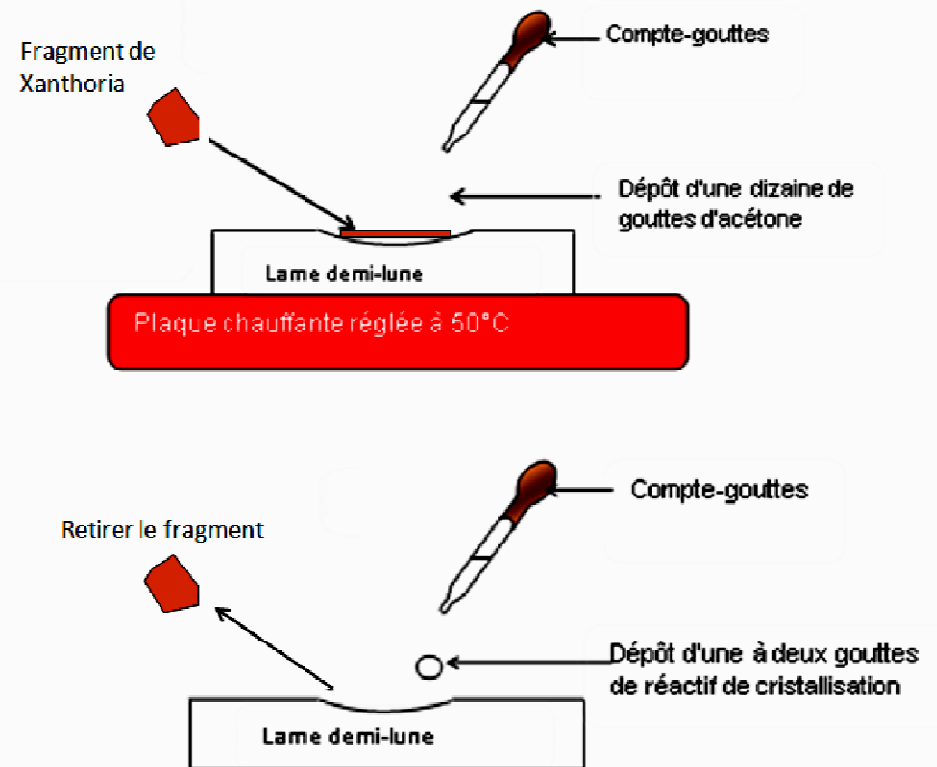 Fragment de
Xanthoria
Compte-gouttes
Dépôt d'une dizaine de
gouttes d'acétone
Lame demi-lune
Plaque chauffante réglée à 50°C
Retirer le fragment
Compte-gouttes
Dépôt d'une à deux gouttes
de réactif de cristallisation
Lame demi-lune